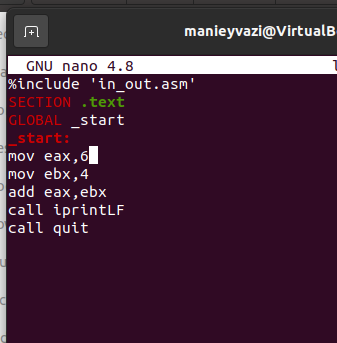 manieyvazi@VirtualB
GNU nano 4.8
%include 'in_out.asm'
SECTION .text
GLOBAL _start
_start:
mov eax,6
mov ebx,4
add eax,ebx
call iprintLF
call quit